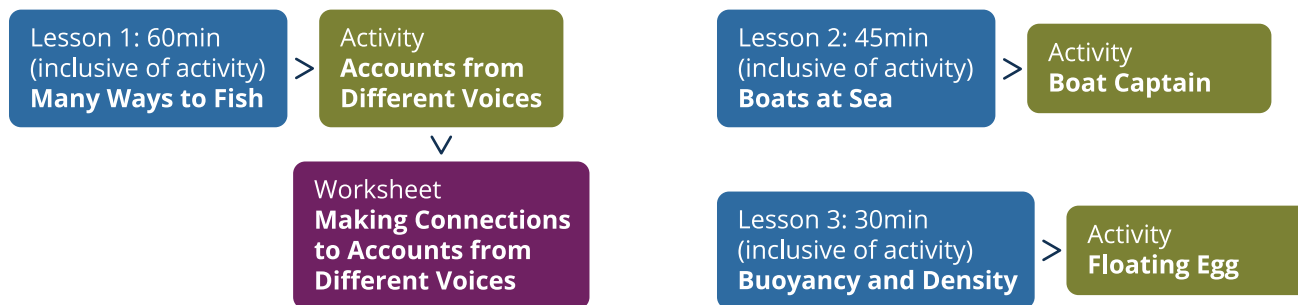 Lesson 1: 60min
(inclusive of activity)
Many Ways to Fish
>
Activity
Accounts from
Different Voices
>
Worksheet
Making Connections
to Accounts from
Different Voices
Lesson 2: 45min
(inclusive of activity)
Boats at Sea
>
Activity
Boat Captain
Lesson 3: 30min
(inclusive of activity)
Buoyancy and Density
>
Activity
Floating Egg